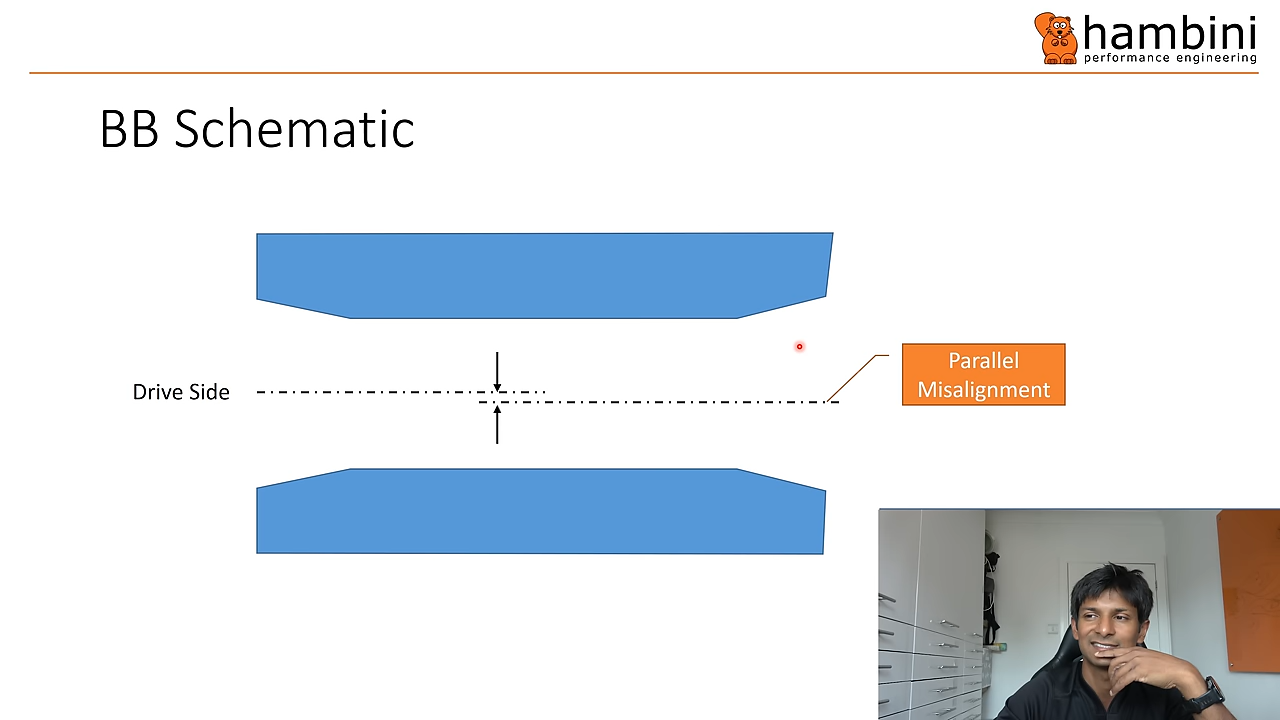 hambini
performance engineering
BB Schematic
Drive Side
Parallel
Misalignment